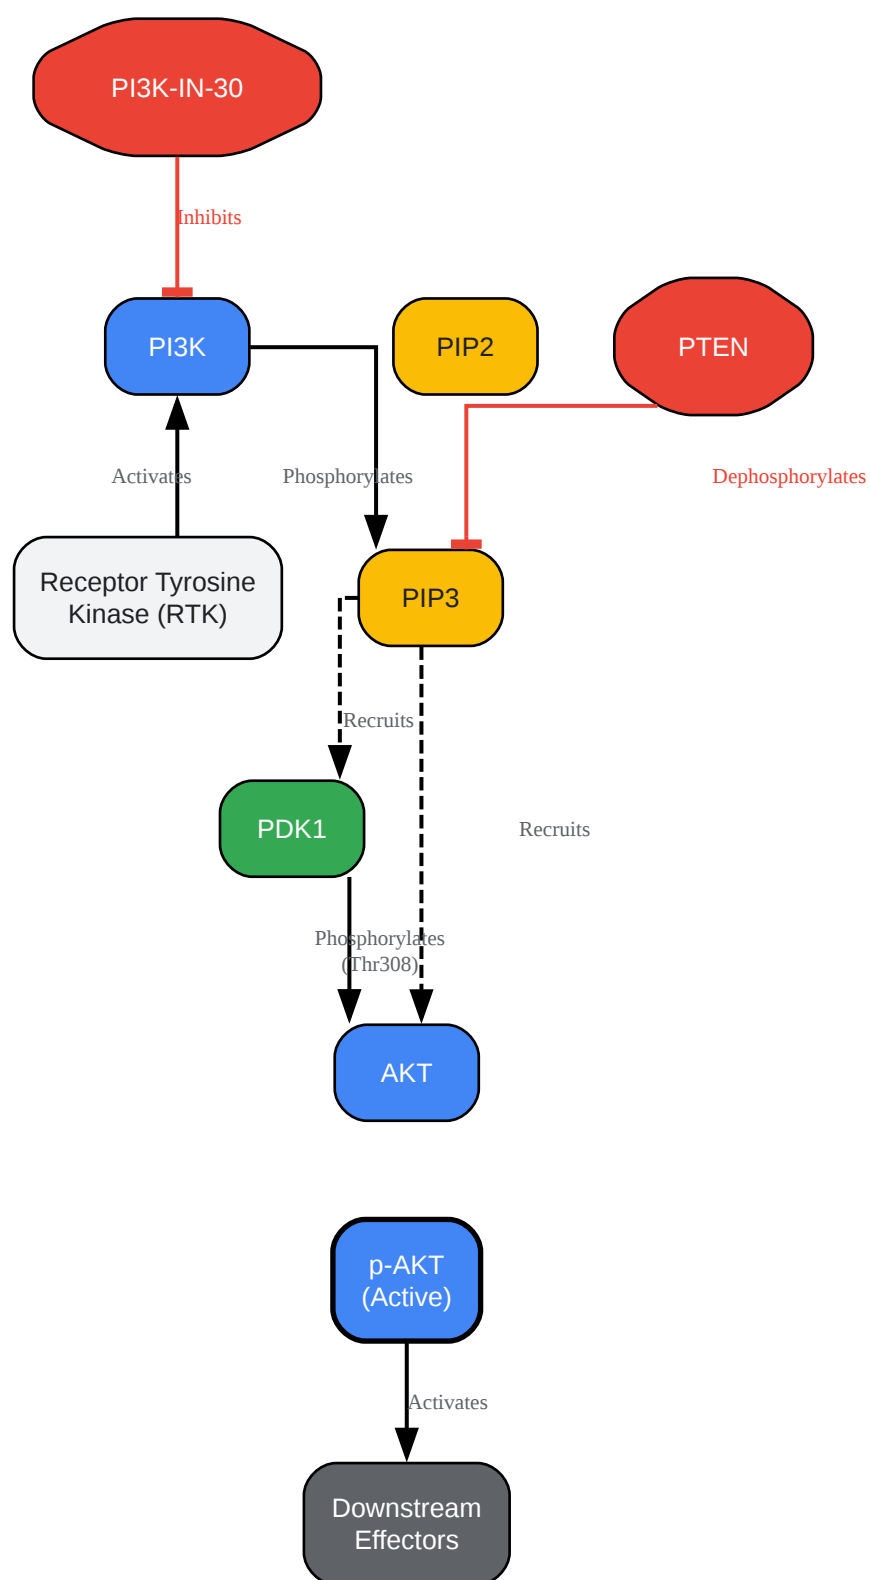 PI3K-IN-30
Inhibits
PI3K
PIP2
PTEN
Activates
Phosphorylates
Dephosphorylates
Receptor Tyrosine
Kinase (RTK)
PIP3
Recruits
PDK1
Recruits
Phosphorylates
(Thr308)
AKT
p-AKT
(Active)
Activates
Downstream
Effectors